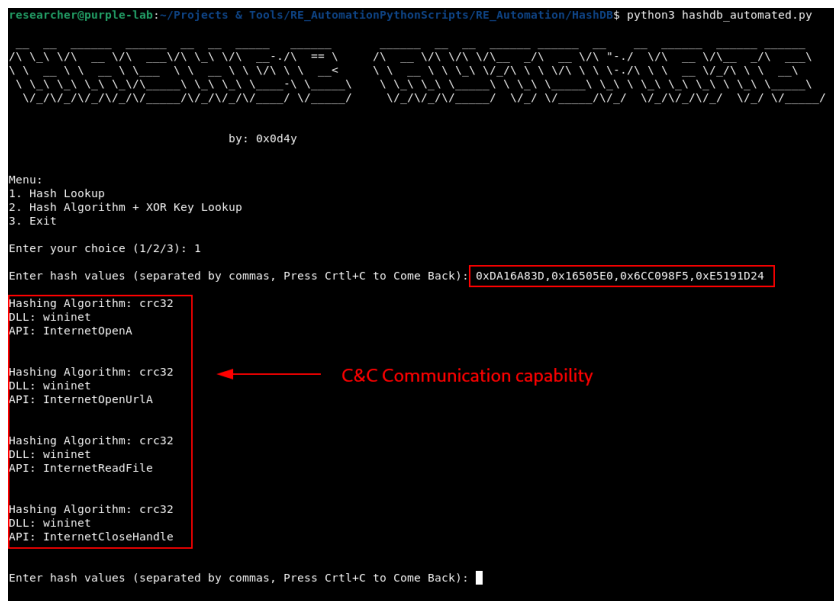 researcher@purple-lab:~/Projects & Tools/RE_AutomationPythonScripts/RE_Automation/HashDB$ python3 hashdb_automated.py
by: 0x0d4y
Menu:
1. Hash Lookup
2. Hash Algorithm + XOR Key Lookup
3. Exit
Enter your choice (1/2/3): 1
Enter hash values (separated by commas, Press Crtl+C to Come Back): 0xDA16A83D,0x16505E0,0x6CC098F5,0xE5191D24
Hashing Algorithm: crc32
DLL: wininet
API: InternetOpenA
Hashing Algorithm: crc32
DLL: wininet
API: InternetOpenUrlA
C&C Communication capability
Hashing Algorithm: crc32
DLL: wininet
API: InternetReadFile
Hashing Algorithm: crc32
DLL: wininet
API: InternetCloseHandle
Enter hash values (separated by commas, Press Crtl+C to Come Back):